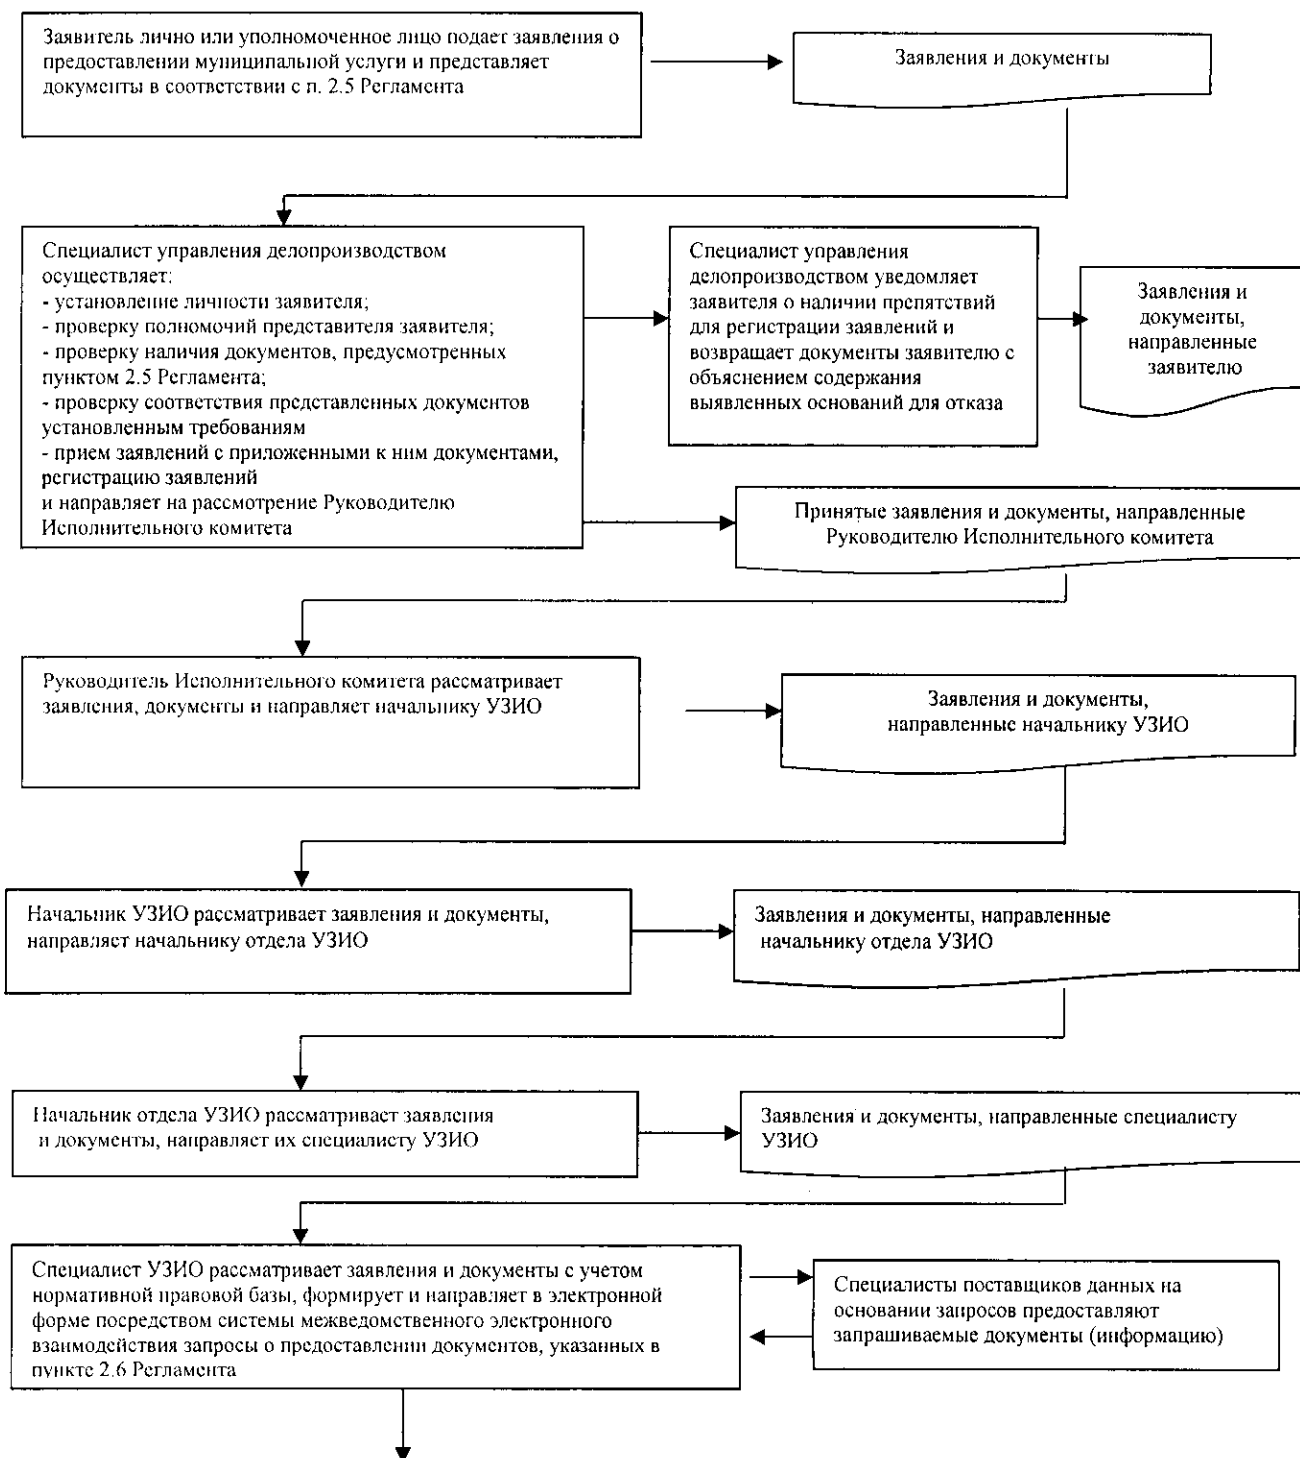 Заявитель лично или уполномоченное лицо подает заявления о
предоставлении муниципальной услуги и представляет
документы в соответствии с п. 2.5 Регламента
Заявления и документы
Специалист управления делопроизводством
осуществляет:
- установление личности заявителя;
- проверку полномочий представителя заявителя;
- проверку наличия документов, предусмотренных
пунктом 2.5 Регламента;
- проверку соответствия представленных документов
установленным требованиям
- прием заявлений с приложенными к ним документами,
регистрацию заявлений
и направляет на рассмотрение Руководителю
Исполнительного комитета
Специалист управления
делопроизводством уведомляет
заявителя о наличии препятствий
для регистрации заявлений и
возвращает документы заявителю с
объяснением содержания
выявленных оснований для отказа
Заявления и
документы,
направленные
заявителю
Принятые заявления и документы, направленные
Руководителю Исполнительного комитета
Руководитель Исполнительного комитета рассматривает
заявления, документы и направляет начальнику УЗИО
Заявления и документы,
направленные начальнику УЗИО
Начальник УЗИО рассматривает заявления и документы,
направляет начальнику отдела УЗИО
Заявления и документы, направленные
начальнику отдела УЗИО
Начальник отдела УЗИО рассматривает заявления
и документы, направляет их специалисту УЗИО
Заявления и документы, направленные специалисту
УЗИО
Специалист УЗИО рассматривает заявления и документы с учетом
нормативной правовой базы, формирует и направляет в электронной
форме посредством системы межведомственного электронного
взаимодействия запросы о предоставлении документов, указанных в
пункте 2.6 Регламента
Специалисты поставщиков данных на
основании запросов предоставляют
запрашиваемые документы (информацию)